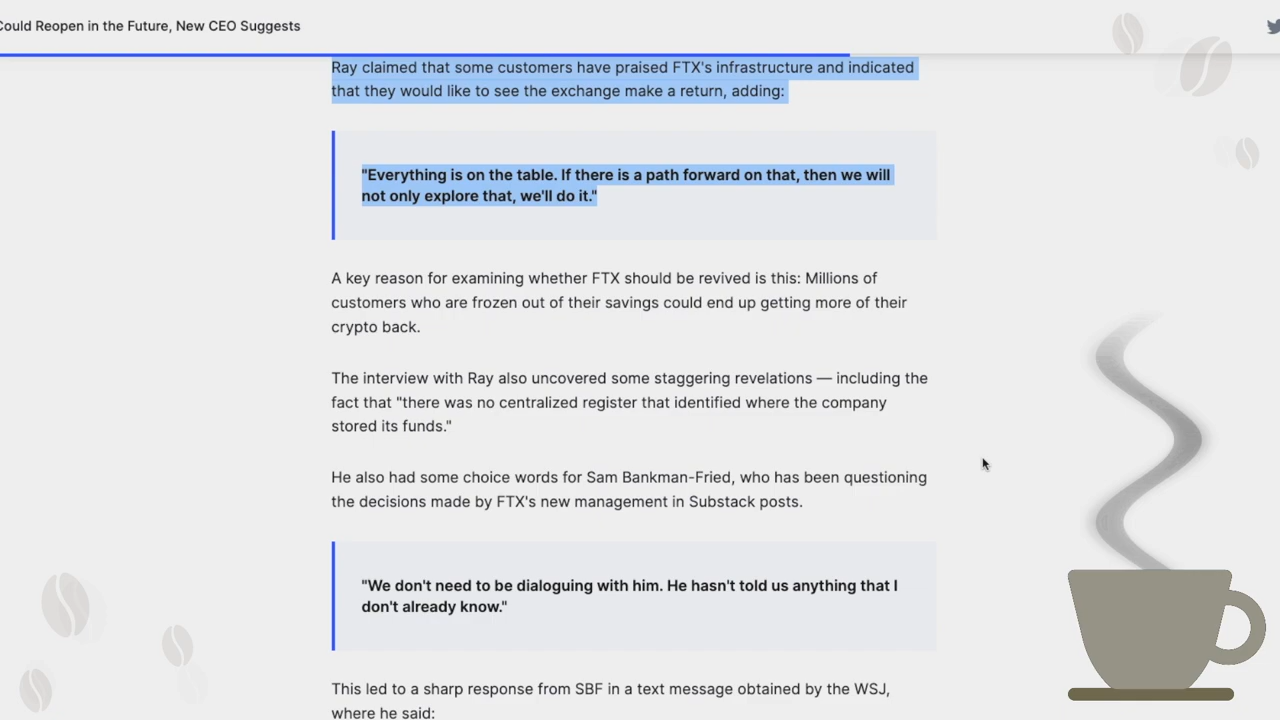 Could Reopen in the Future, New CEO Suggests
Ray claimed that some customers have praised FTX's infrastructure and indicated
that they would like to see the exchange make a return, adding:
"Everything is on the table. If there is a path forward on that, then we will
not only explore that, we'll do it."
A key reason for examining whether FTX should be revived is this: Millions of
customers who are frozen out of their savings could end up getting more of their
crypto back.
The interview with Ray also uncovered some staggering revelations — including the
fact that "there was no centralized register that identified where the company
stored its funds."
He also had some choice words for Sam Bankman-Fried, who has been questioning
the decisions made by FTX's new management in Substack posts.
"We don't need to be dialoguing with him. He hasn't told us anything that I
don't already know."
This led to a sharp response from SBF in a text message obtained by the WSJ,
where he said: